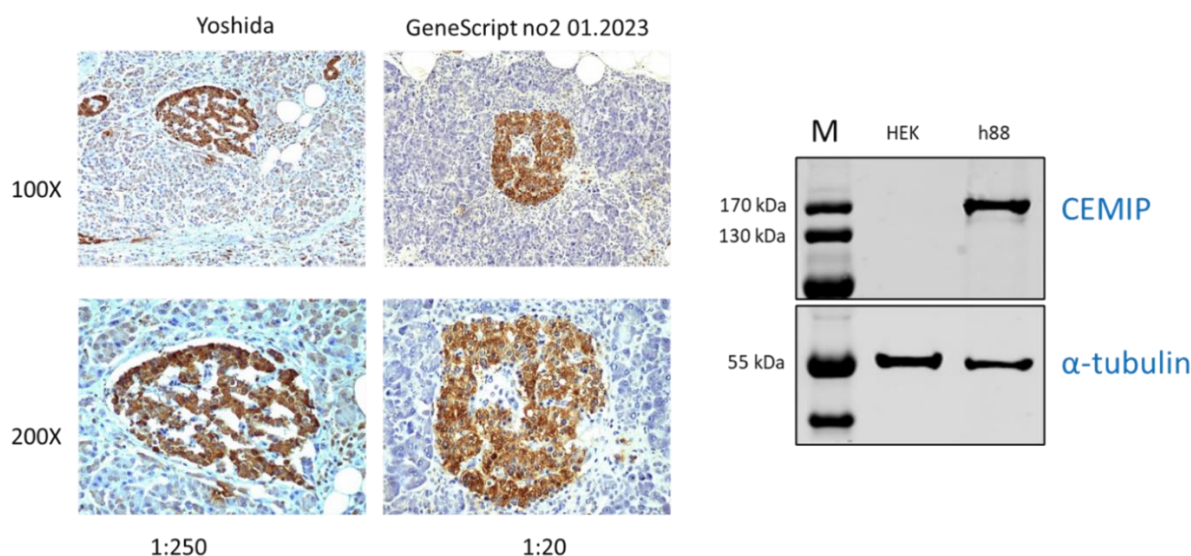 Yoshida
GeneScript no2 01.2023
100X
200X
1:250
1:20
M
HEK
h88
170 kDa
CEMIP
130 kDa
55 kDa
α-tubulin